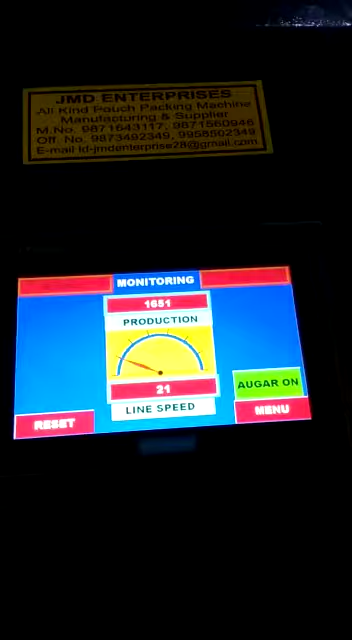 JMD ENTERPRISES
All Kind Pouch Packing Machine
Manufacturing & Supplier
M.No. 9871643117, 9871560946
Off. No. 9873492349, 9958502349
E-mail Id-jmdenterprise28@gmail.com
MONITORING
1651
PRODUCTION
21
LINE SPEED
AUGAR ON
RESET
MENU